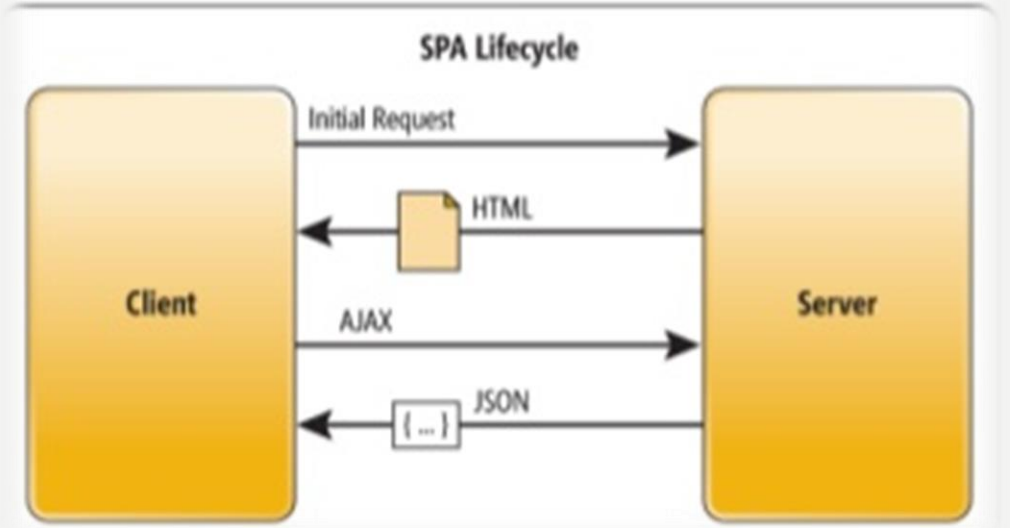 SPA Lifecycle
Initial Request
HTML
Client
Server
AJAX
JSON
{ ... }